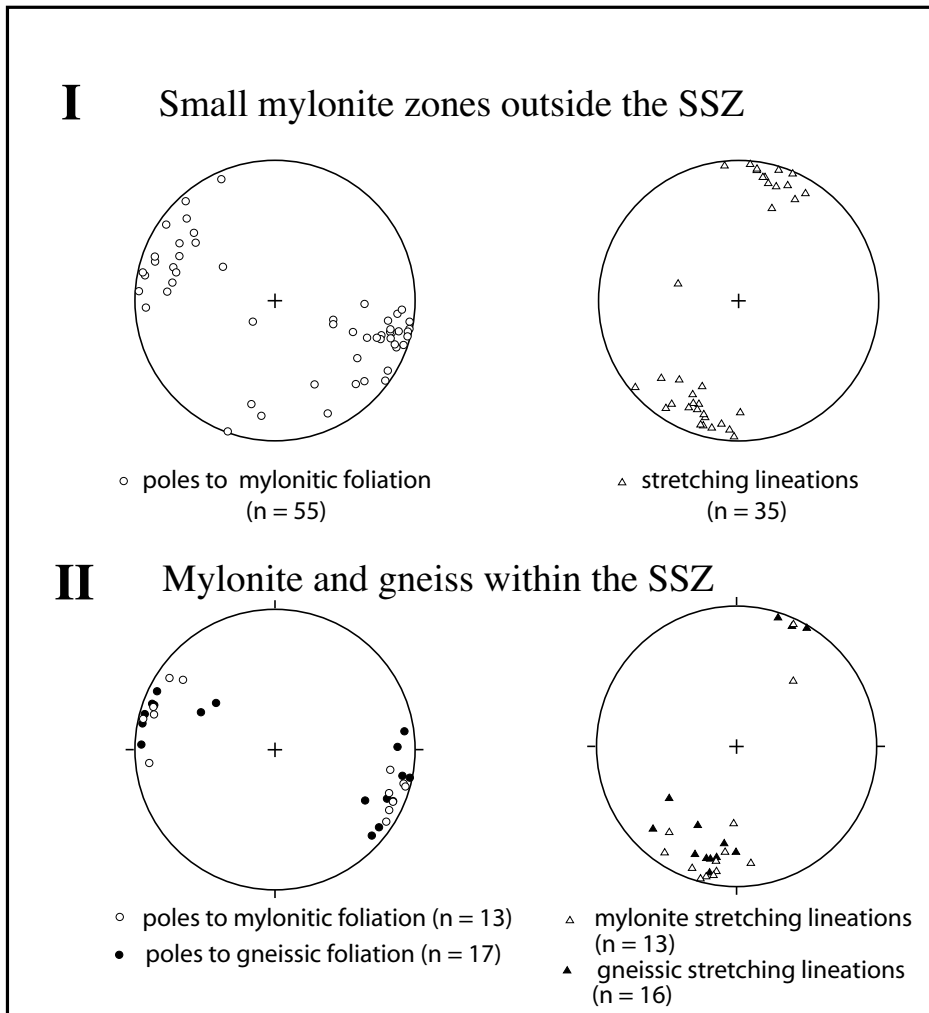 I Small mylonite zones outside the SSZ
poles to mylonitic foliation
(n = 55)
stretching lineations
(n = 35)
II Mylonite and gneiss within the SSZ
poles to mylonitic foliation (n = 13)
poles to gneissic foliation (n = 17)
mylonite stretching lineations
(n = 13)
gneissic stretching lineations
(n = 16)